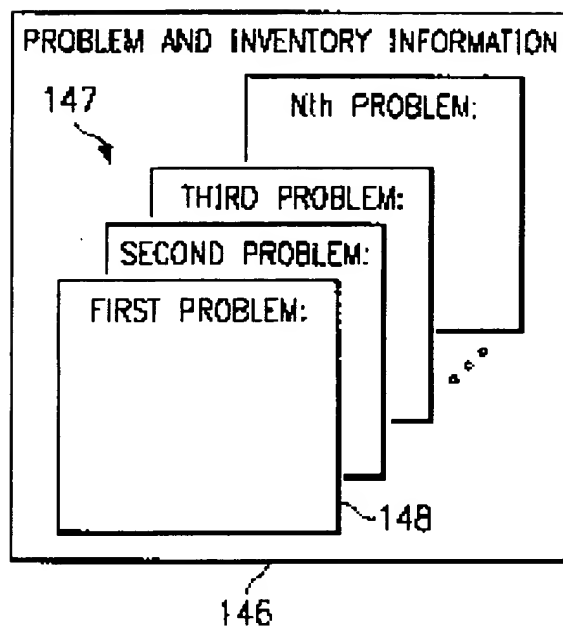 PROBLEM AND INVENTORY INFORMATION
147
Nth PROBLEM:
THIRD PROBLEM:
SECOND PROBLEM:
FIRST PROBLEM:
148
146